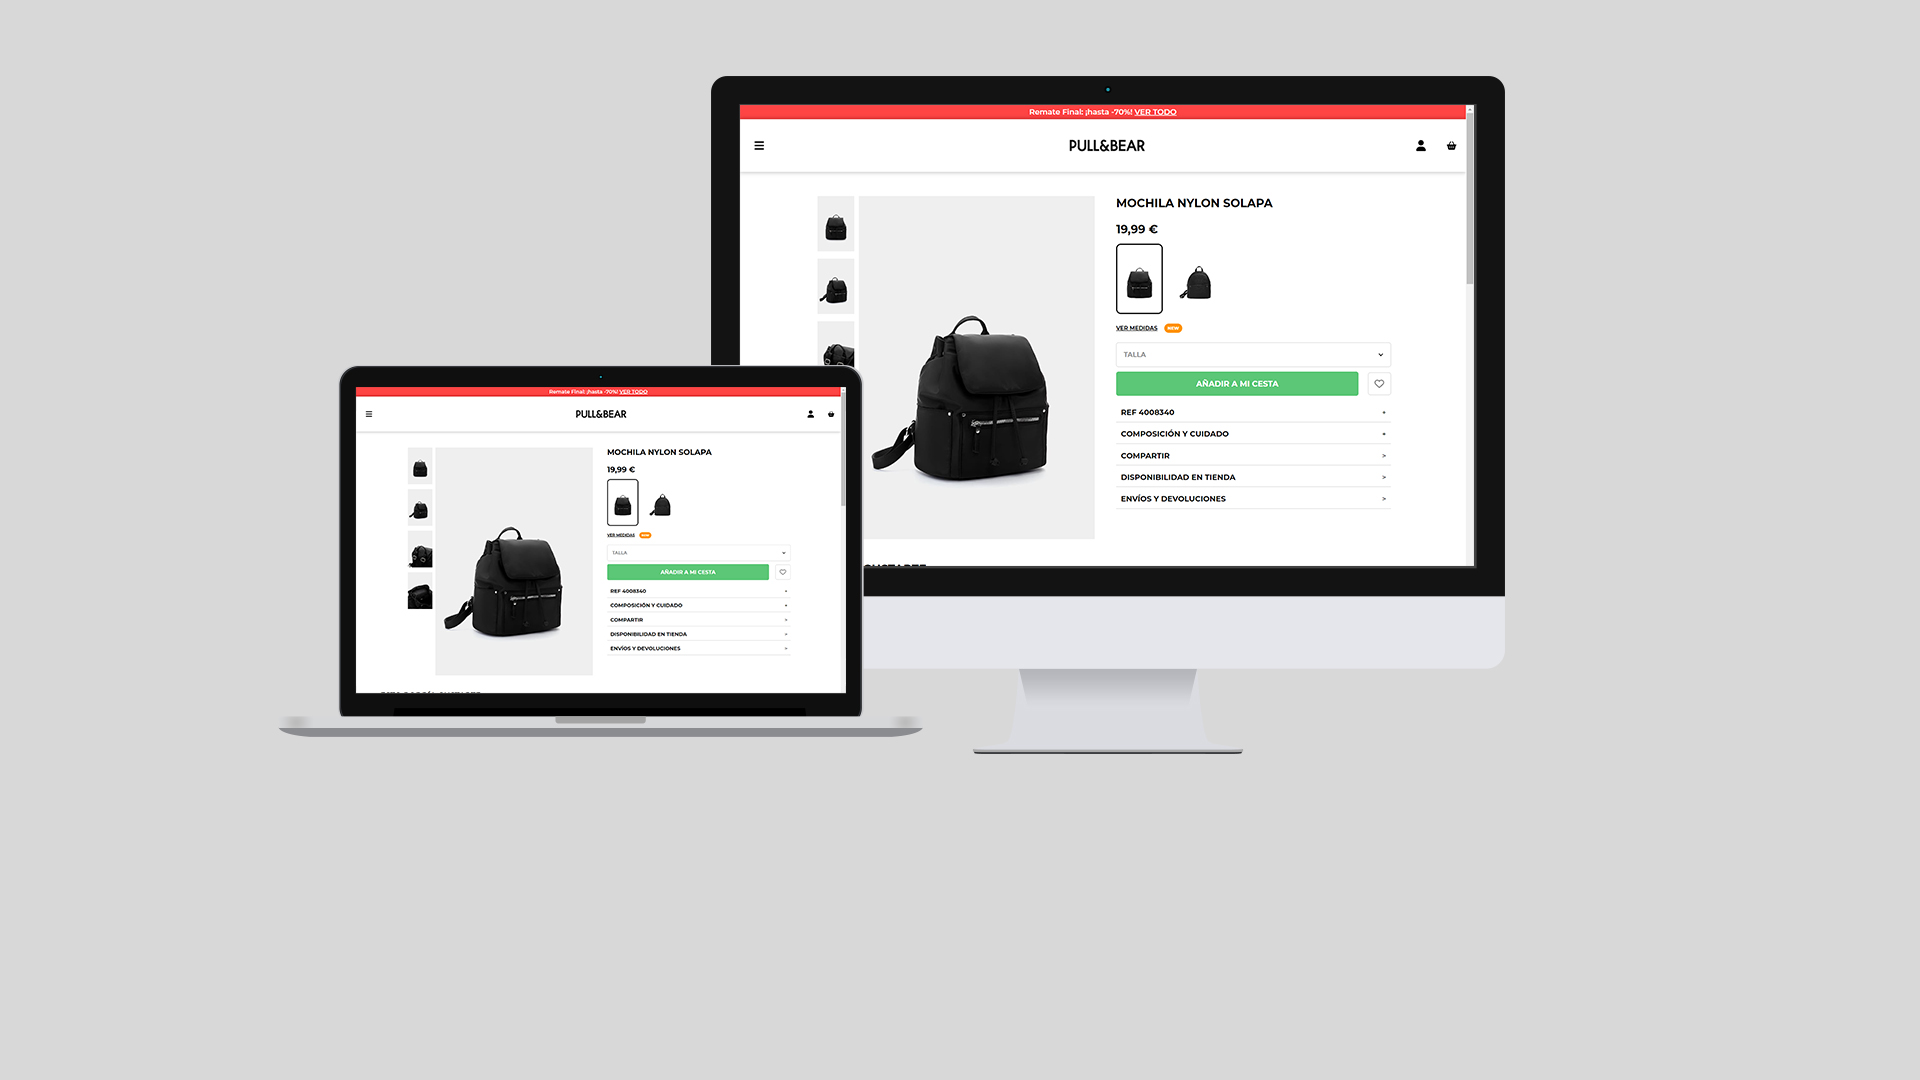 Remate Final: ¡hasta -70%! VER TODO
PULL&BEAR
MOCHILA NYLON SOLAPA
19,99 €
VER MEDIDAS NEW
TALLA
AÑADIR A MI CESTA
REF 4008340 +
COMPOSICIÓN Y CUIDADO +
COMPARTIR >
DISPONIBILIDAD EN TIENDA >
ENVÍOS Y DEVOLUCIONES >
Remate Final: ¡hasta -70%! VER TODO
PULL&BEAR
MOCHILA NYLON SOLAPA
19,99 €
VER MEDIDAS NEW
TALLA
AÑADIR A MI CESTA
REF 4008340 +
COMPOSICIÓN Y CUIDADO +
COMPARTIR >
DISPONIBILIDAD EN TIENDA >
ENVÍOS Y DEVOLUCIONES >